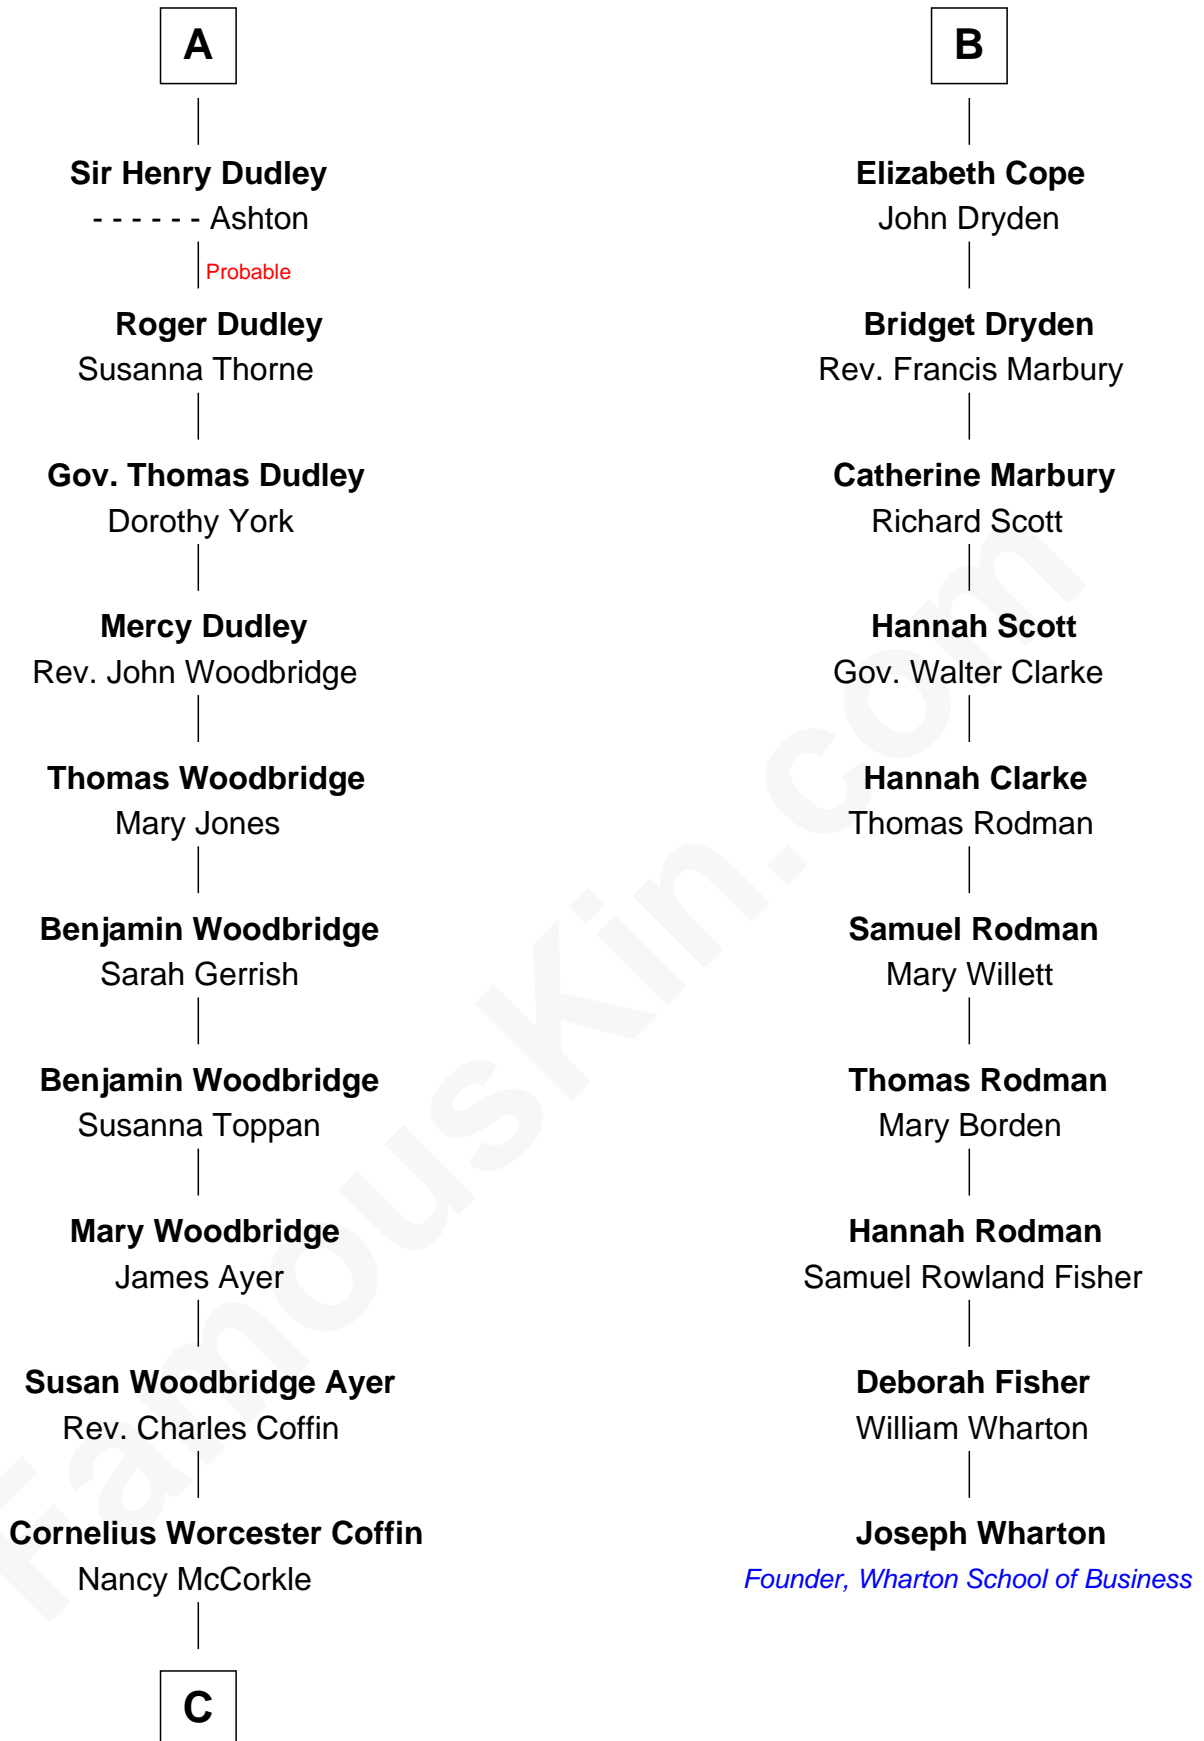 A
Sir Henry Dudley
- - - - - - Ashton
Probable
Roger Dudley
Susanna Thorne
Gov. Thomas Dudley
Dorothy York
Mercy Dudley
Rev. John Woodbridge
Thomas Woodbridge
Mary Jones
Benjamin Woodbridge
Sarah Gerrish
Benjamin Woodbridge
Susanna Toppan
Mary Woodbridge
James Ayer
Susan Woodbridge Ayer
Rev. Charles Coffin
Cornelius Worcester Coffin
Nancy McCorkle
C
B
Elizabeth Cope
John Dryden
Bridget Dryden
Rev. Francis Marbury
Catherine Marbury
Richard Scott
Hannah Scott
Gov. Walter Clarke
Hannah Clarke
Thomas Rodman
Samuel Rodman
Mary Willett
Thomas Rodman
Mary Borden
Hannah Rodman
Samuel Rowland Fisher
Deborah Fisher
William Wharton
Joseph Wharton
Founder, Wharton School of Business
FamousKin.com